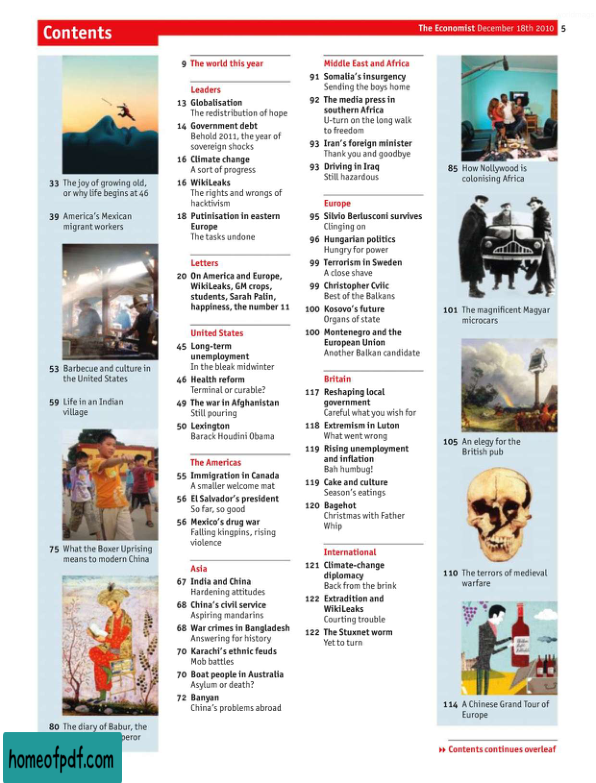 Contents
The Economist December 18th 2010 5
33 The joy of growing old,
or why life begins at 46
39 America's Mexican
migrant workers
53 Barbecue and culture in
the United States
59 Life in an Indian
village
75 What the Boxer Uprising
means to modern China
80 The diary of Babur, the
peror
9 The world this year
Leaders
13 Globalisation
The redistribution of hope
14 Government debt
Behold 2011, the year of
sovereign shocks
16 Climate change
A sort of progress
16 WikiLeaks
The rights and wrongs of
hacktivism
18 Putinisation in eastern
Europe
The tasks undone
Letters
20 On America and Europe,
WikiLeaks, GM crops,
students, Sarah Palin,
happiness, the number 11
United States
45 Long-term
unemployment
In the bleak midwinter
46 Health reform
Terminal or curable?
49 The war in Afghanistan
Still pouring
50 Lexington
Barack Houdini Obama
The Americas
55 Immigration in Canada
A smaller welcome mat
56 El Salvador's president
So far, so good
56 Mexico's drug war
Falling kingpins, rising
violence
Asia
67 India and China
Hardening attitudes
68 China's civil service
Aspiring mandarins
68 War crimes in Bangladesh
Answering for history
70 Karachi's ethnic feuds
Mob battles
70 Boat people in Australia
Asylum or death?
72 Banyan
China's problems abroad
Middle East and Africa
91 Somalia's insurgency
Sending the boys home
92 The media press in
southern Africa
U-turn on the long walk
to freedom
93 Iran's foreign minister
Thank you and goodbye
93 Driving in Iraq
Still hazardous
Europe
95 Silvio Berlusconi survives
Clinging on
96 Hungarian politics
Hungry for power
99 Terrorism in Sweden
A close shave
99 Christopher Cviic
Best of the Balkans
100 Kosovo's future
Organs of state
100 Montenegro and the
European Union
Another Balkan candidate
Britain
117 Reshaping local
government
Careful what you wish for
118 Extremism in Luton
What went wrong
119 Rising unemployment
and inflation
Bah humbug!
119 Cake and culture
Season's eatings
120 Bagehot
Christmas with Father
Whip
International
121 Climate-change
diplomacy
Back from the brink
122 Extradition and
WikiLeaks
Courting trouble
122 The Stuxnet worm
Yet to turn
85 How Nollywood is
colonising Africa
101 The magnificent Magyar
microcars
105 An elegy for the
British pub
110 The terrors of medieval
warfare
114 A Chinese Grand Tour of
Europe
Contents continues overleaf
homeofpdf.com